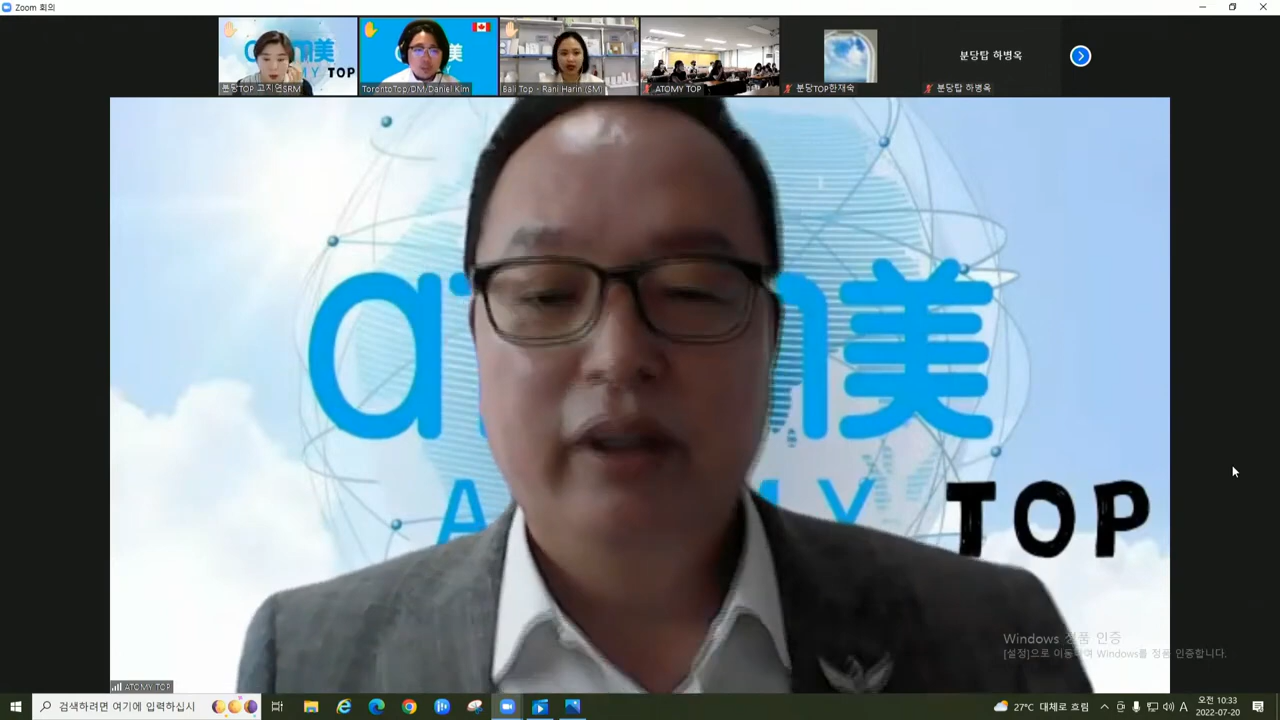 Zoom 회의
분당TOP 고지연SRM
TorontoTop/DM/Daniel Kim
Bali Top - Rani Harin (SM)
ATOMY TOP
분당TOP한재숙
분당탑 하병옥
분당탑 하병옥
TOP
美
TOP
ATOMY TOP
Windows 정품 인증
[설정]으로 이동하여 Windows를 정품 인증합니다.
검색하려면 여기에 입력하십시
27°C 대체로 흐림
A
오전 10:33
2022-07-20